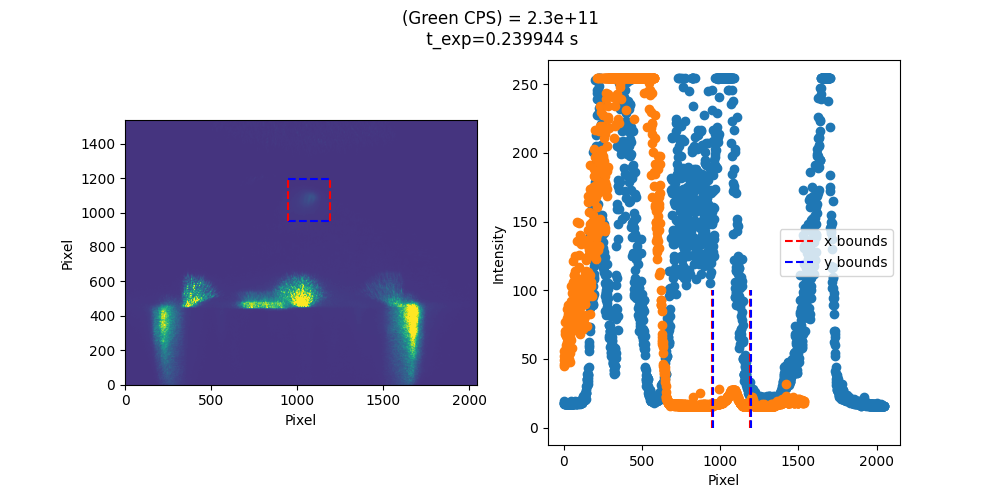 (Green CPS) = 2.3e+11
t_exp=0.239944 s
1400
1200
1000
800
600
400
200
0
Pixel
0 500 1000 1500 2000
Pixel
250
200
150
100
50
0
Intensity
x bounds
y bounds
0 500 1000 1500 2000
Pixel